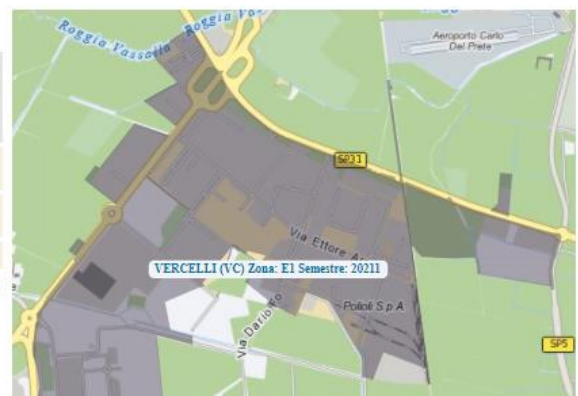 Roggia Vassalla
Roggia
Aeroporto Carlo
Del Prete
SP31
Via Ettore
VERCELLI (VC) Zona: E1 Semestre: 20211
Via Dario Fo
Polioli S p A
SP5